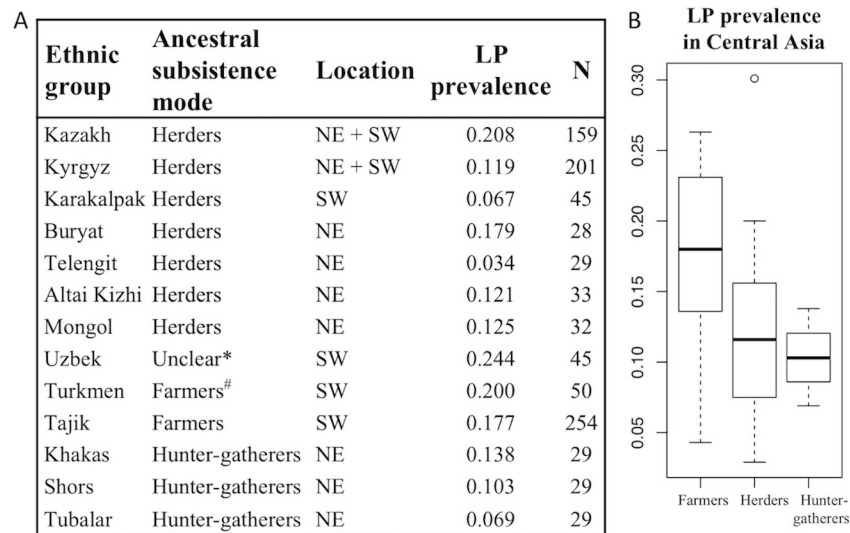 A
Ethnic group Ancestral subsistence mode Location LP prevalence N
Kazakh Herders NE + SW 0.208 159
Kyrgyz Herders NE + SW 0.119 201
Karakalpak Herders SW 0.067 45
Buryat Herders NE 0.179 28
Telengit Herders NE 0.034 29
Altai Kizhi Herders NE 0.121 33
Mongol Herders NE 0.125 32
Uzbek Unclear* SW 0.244 45
Turkmen Farmers# SW 0.200 50
Tajik Farmers SW 0.177 254
Khakas Hunter-gatherers NE 0.138 29
Shors Hunter-gatherers NE 0.103 29
Tubalar Hunter-gatherers NE 0.069 29
B
LP prevalence
in Central Asia
0.30
0.25
0.20
0.15
0.10
0.05
Farmers Herders Hunter-
gatherers